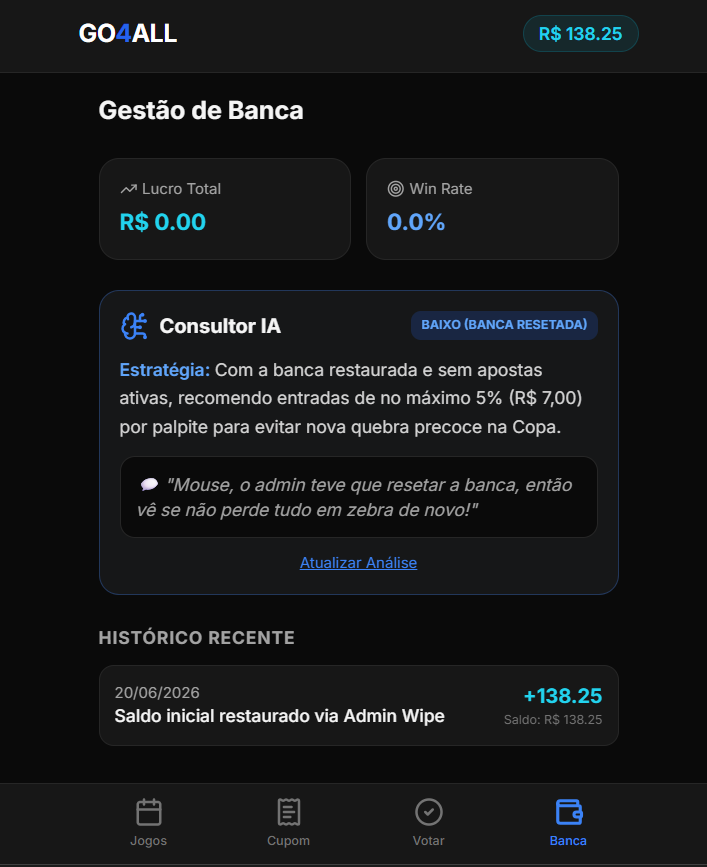 GO4ALL
R$ 138.25
Gestão de Banca
Lucro Total
R$ 0.00
Win Rate
0.0%
Consultor IA
BAIXO (BANCA RESETADA)
Estratégia: Com a banca restaurada e sem apostas
ativas, recomendo entradas de no máximo 5% (R$ 7,00)
por palpite para evitar nova quebra precoce na Copa.
"Mouse, o admin teve que resetar a banca, então
vê se não perde tudo em zebra de novo!"
Atualizar Análise
HISTÓRICO RECENTE
20/06/2026
Saldo inicial restaurado via Admin Wipe
+138.25
Saldo: R$ 138.25
Jogos
Cupom
Votar
Banca